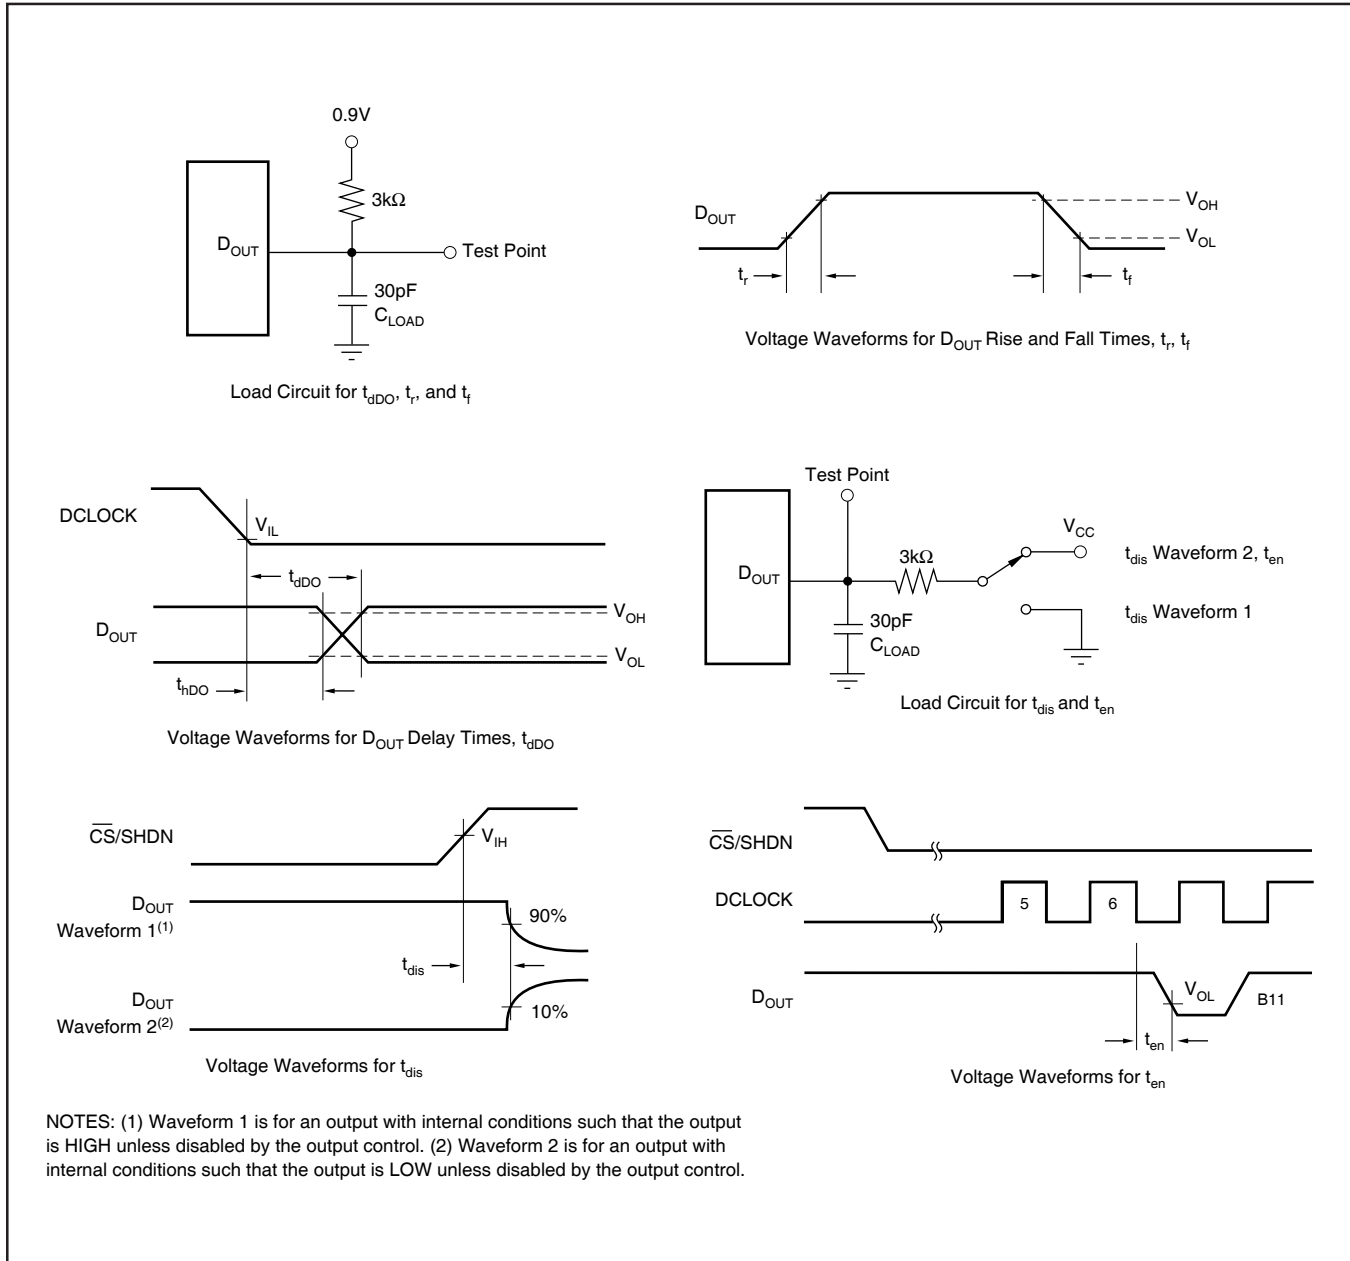 0.9V
3kΩ
D_OUT
Test Point
30pF
C_LOAD
Load Circuit for t_dDO, t_r, and t_f
D_OUT
V_OH
V_OL
t_r
t_f
Voltage Waveforms for D_OUT Rise and Fall Times, t_r, t_f
DCLOCK
V_IL
t_dDO
D_OUT
V_OH
V_OL
t_hDO
Voltage Waveforms for D_OUT Delay Times, t_dDO
Test Point
D_OUT
3kΩ
V_CC
t_dis Waveform 2, t_en
t_dis Waveform 1
30pF
C_LOAD
Load Circuit for t_dis and t_en
C̅S̅/SHDN
V_IH
D_OUT
Waveform 1(1)
90%
t_dis
D_OUT
Waveform 2(2)
10%
Voltage Waveforms for t_dis
C̅S̅/SHDN
DCLOCK
5
6
D_OUT
V_OL
B11
t_en
Voltage Waveforms for t_en
NOTES: (1) Waveform 1 is for an output with internal conditions such that the output
is HIGH unless disabled by the output control. (2) Waveform 2 is for an output with
internal conditions such that the output is LOW unless disabled by the output control.